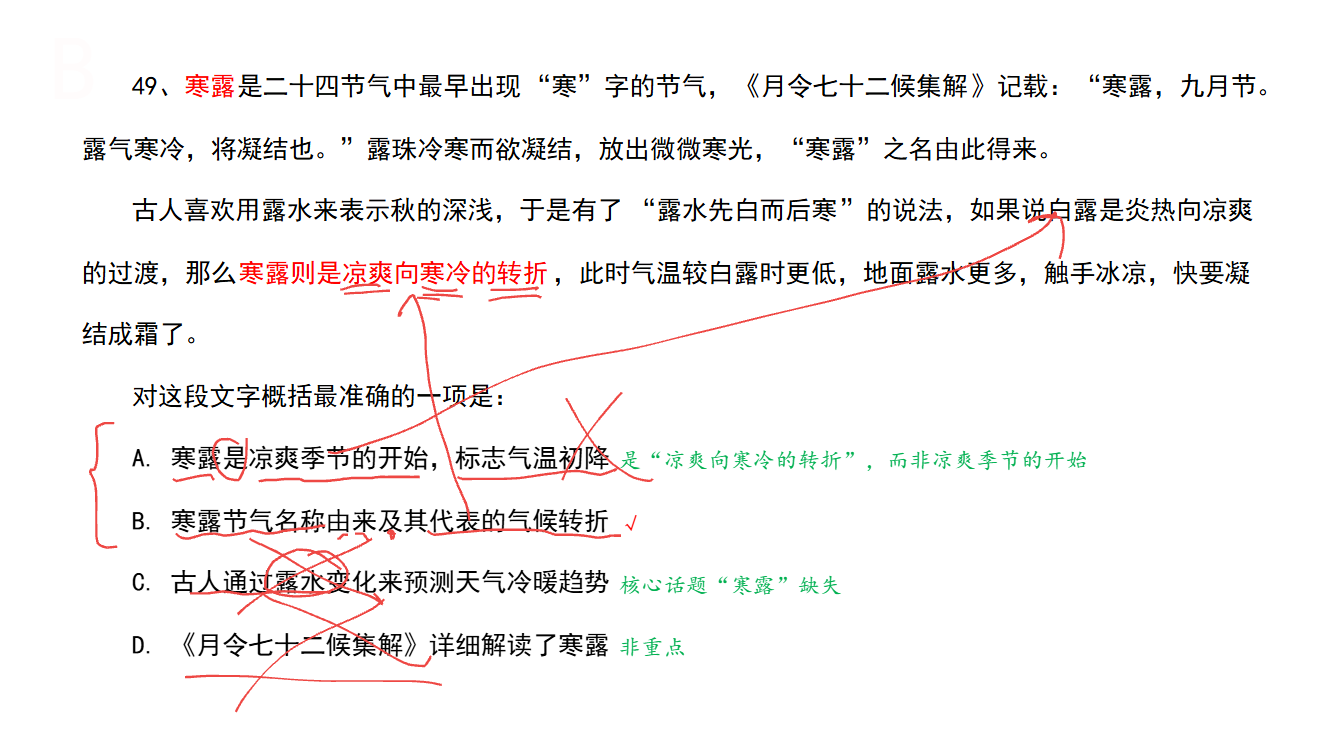 B
49、寒露是二十四节气中最早出现“寒”字的节气，《月令七十二候集解》记载：“寒露，九月节。
露气寒冷，将凝结也。”露珠冷寒而欲凝结，放出微微寒光，“寒露”之名由此得来。
古人喜欢用露水来表示秋的深浅，于是有了“露水先白而后寒”的说法，如果说白露是炎热向凉爽
的过渡，那么寒露则是凉爽向寒冷的转折，此时气温较白露时更低，地面露水更多，触手冰凉，快要凝
结成霜了。
对这段文字概括最准确的一项是：
A. 寒露是凉爽季节的开始，标志气温初降 是“凉爽向寒冷的转折”，而非凉爽季节的开始
B. 寒露节气名称由来及其代表的气候转折 √
C. 古人通过露水变化来预测天气冷暖趋势 核心话题“寒露”缺失
D. 《月令七十二候集解》详细解读了寒露 非重点